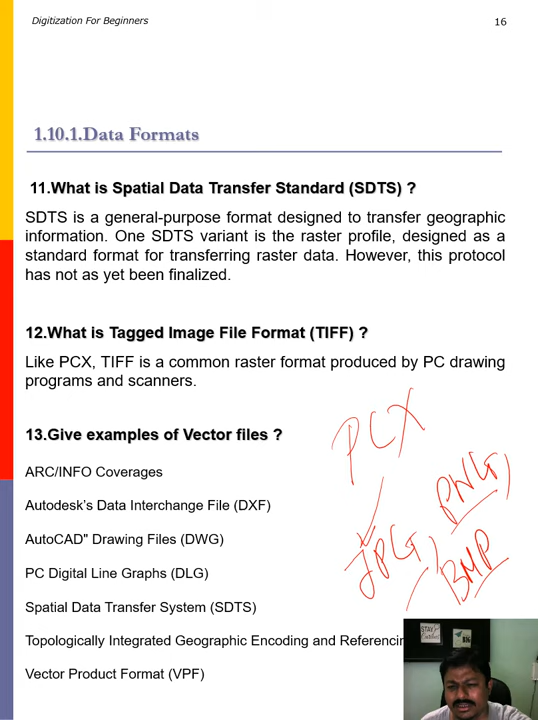 Digitization For Beginners
16
1.10.1.Data Formats
11.What is Spatial Data Transfer Standard (SDTS) ?
SDTS is a general-purpose format designed to transfer geographic
information. One SDTS variant is the raster profile, designed as a
standard format for transferring raster data. However, this protocol
has not as yet been finalized.
12.What is Tagged Image File Format (TIFF) ?
Like PCX, TIFF is a common raster format produced by PC drawing
programs and scanners.
13.Give examples of Vector files ?
PCX
ARC/INFO Coverages
PNG)
Autodesk's Data Interchange File (DXF)
AutoCAD" Drawing Files (DWG)
JPG)
BMP
PC Digital Line Graphs (DLG)
Spatial Data Transfer System (SDTS)
Topologically Integrated Geographic Encoding and Referencin
STAY
Vector Product Format (VPF)